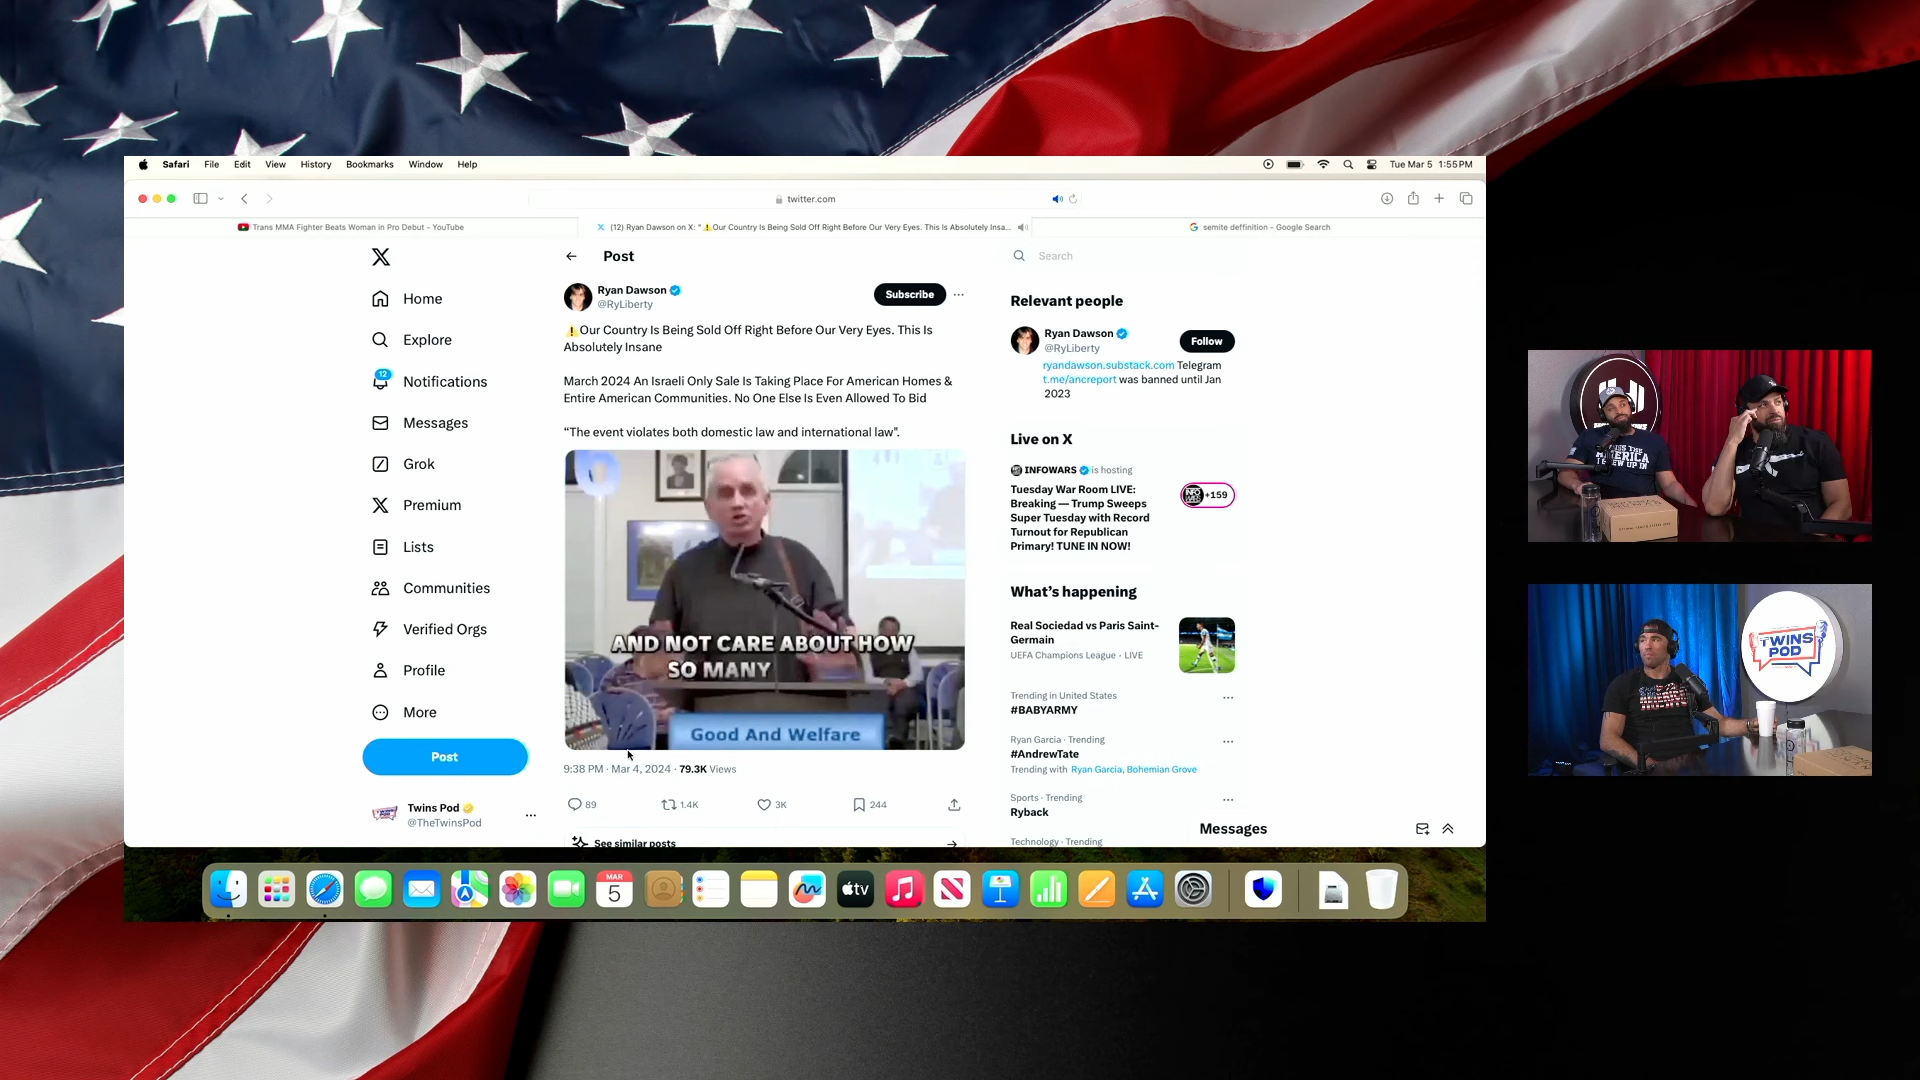 Safari File Edit View History Bookmarks Window Help
Tue Mar 5 1:55 PM
twitter.com
Trans MMA Fighter Beats Woman in Pro Debut - YouTube
(12) Ryan Dawson on X: "⚠️Our Country Is Being Sold Off Right Before Our Very Eyes. This Is Absolutely Insa...
semite deffinition - Google Search
Home
Explore
12
Notifications
Messages
Grok
Premium
Lists
Communities
Verified Orgs
Profile
More
Post
Twins Pod
@TheTwinsPod
Post
Ryan Dawson
@RyLiberty
Subscribe
⚠️Our Country Is Being Sold Off Right Before Our Very Eyes. This Is
Absolutely Insane
March 2024 An Israeli Only Sale Is Taking Place For American Homes &
Entire American Communities. No One Else Is Even Allowed To Bid
“The event violates both domestic law and international law”.
AND NOT CARE ABOUT HOW
SO MANY
Good And Welfare
9:38 PM · Mar 4, 2024 · 79.3K Views
89 1.4K 3K 244
See similar posts
Search
Relevant people
Ryan Dawson
@RyLiberty
Follow
ryandawson.substack.com Telegram
t.me/ancreport was banned until Jan
2023
Live on X
INFOWARS is hosting
Tuesday War Room LIVE:
Breaking — Trump Sweeps
Super Tuesday with Record
Turnout for Republican
Primary! TUNE IN NOW!
+159
What’s happening
Real Sociedad vs Paris Saint-
Germain
UEFA Champions League · LIVE
Trending in United States
#BABYARMY
Ryan Garcia · Trending
#AndrewTate
Trending with Ryan Garcia, Bohemian Grove
Sports · Trending
Ryback
Technology · Trending
Messages
MAR
5
tv
AMERICA
I GREW UP IN
TWINS
POD